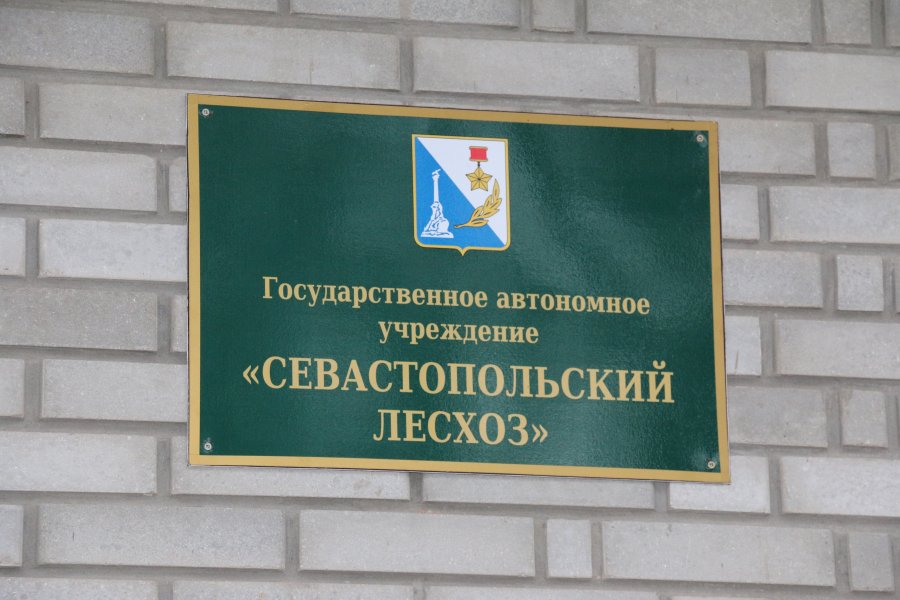 Государственное автономное
учреждение
«СЕВАСТОПОЛЬСКИЙ
ЛЕСХОЗ»